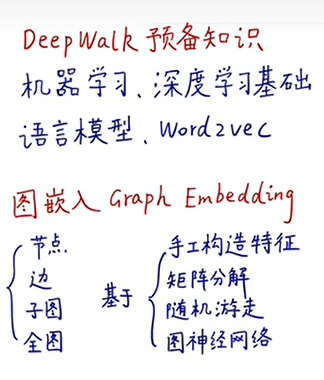 DeepWalk 预备知识
机器学习、深度学习基础
语言模型、Word2vec
图嵌入 Graph Embedding
节点
边
子图
全图
基于
手工构造特征
矩阵分解
随机游走
图神经网络